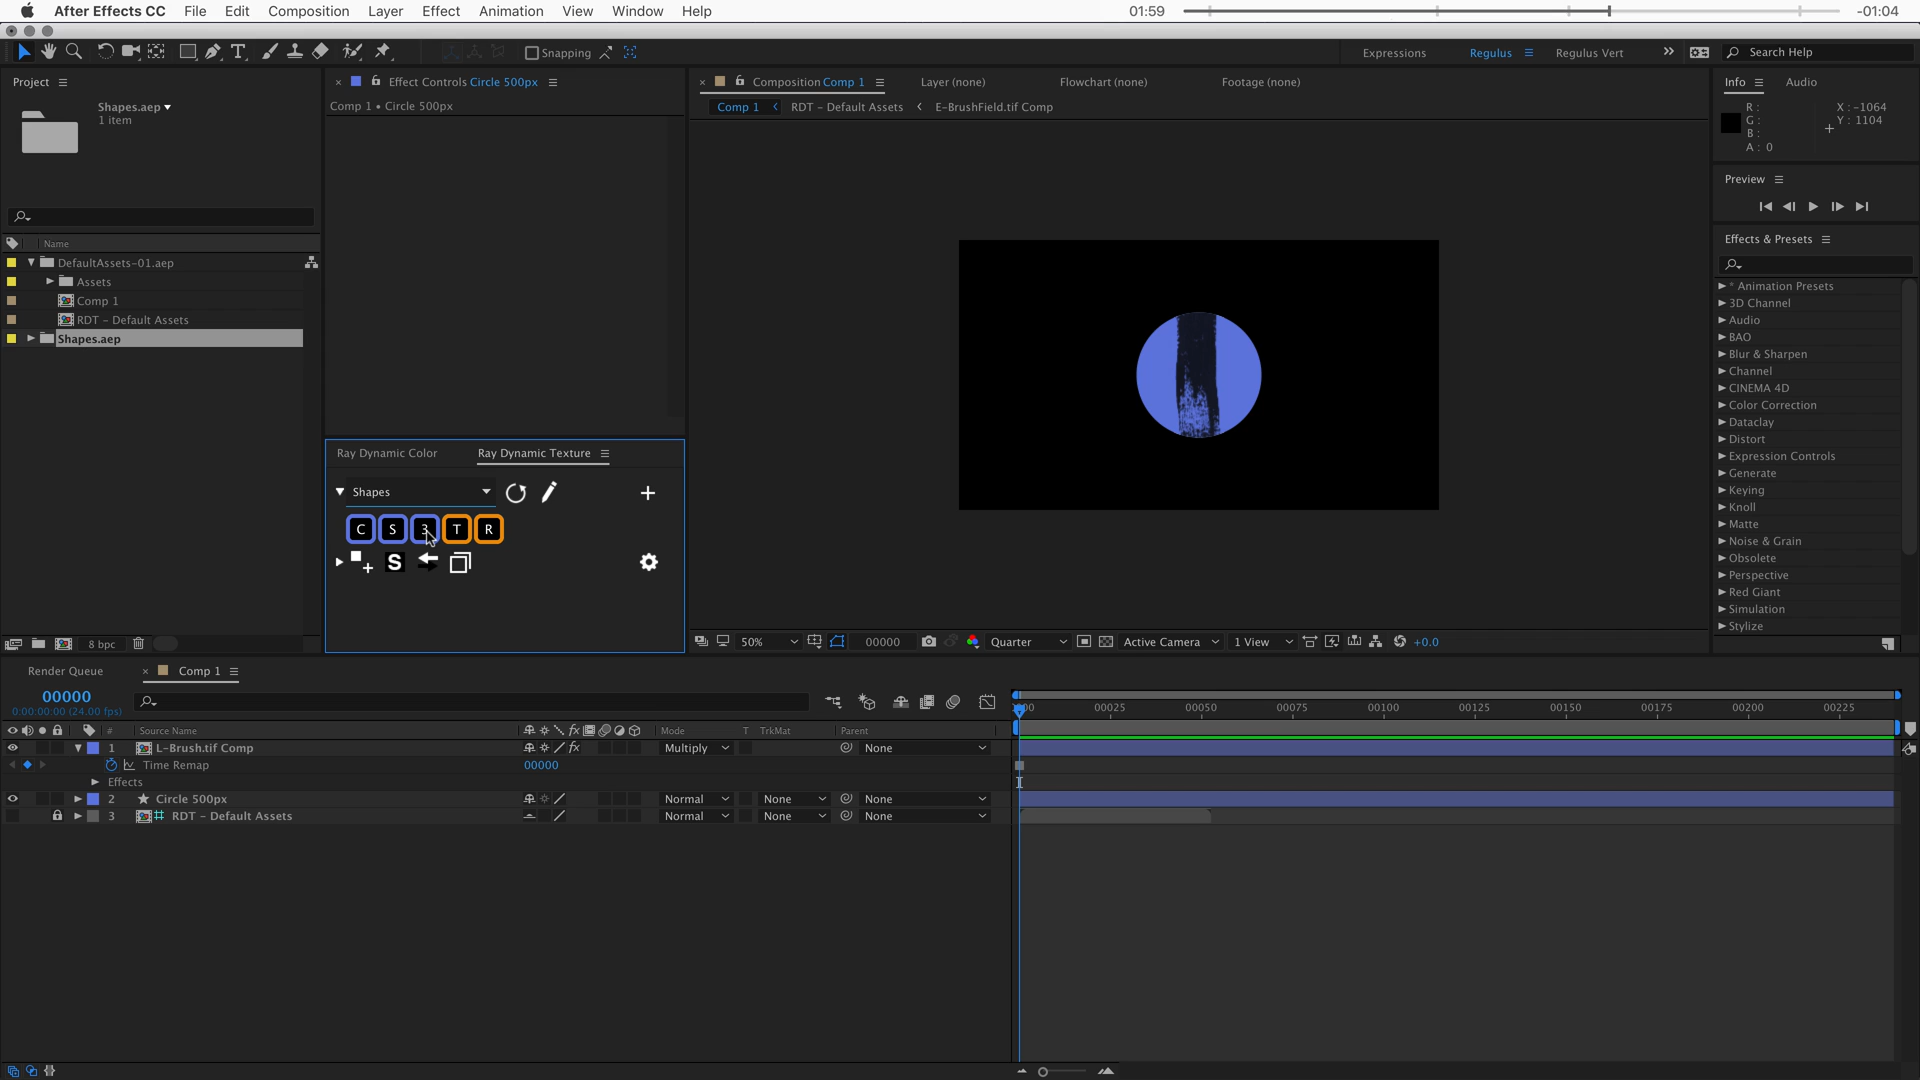 After Effects CC File Edit Composition Layer Effect Animation View Window Help 01:59 -01:04
Snapping Expressions Regulus Regulus Vert Search Help
Project
Shapes.aep
1 item
Name
DefaultAssets-01.aep
Assets
Comp 1
RDT - Default Assets
Shapes.aep
8 bpc
Effect Controls Circle 500px
Comp 1 • Circle 500px
Ray Dynamic Color Ray Dynamic Texture
Shapes
C S 3 T R
S
Composition Comp 1 Layer (none) Flowchart (none) Footage (none)
Comp 1 RDT - Default Assets E-BrushField.tif Comp
50% 00000 Quarter Active Camera 1 View +0.0
Info Audio
R :
G :
B :
A : 0
X : -1064
Y : 1104
Preview
Effects & Presets
* Animation Presets
3D Channel
Audio
BAO
Blur & Sharpen
Channel
CINEMA 4D
Color Correction
Dataclay
Distort
Expression Controls
Generate
Keying
Knoll
Matte
Noise & Grain
Obsolete
Perspective
Red Giant
Simulation
Stylize
Render Queue Comp 1
00000
0:00:00:00 (24.00 fps)
00025 00050 00075 00100 00125 00150 00175 00200 00225
# Source Name Mode T TrkMat Parent
1 L-Brush.tif Comp fx Multiply None
Time Remap 00000
Effects
2 Circle 500px Normal None None
3 RDT - Default Assets Normal None None